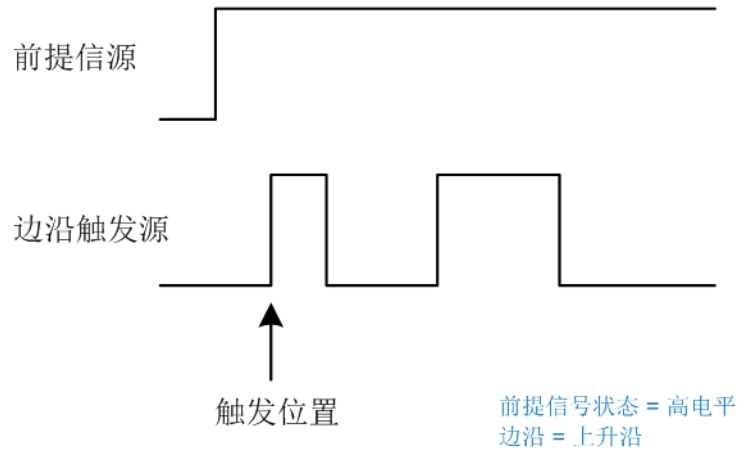 前提信源
边沿触发源
触发位置
前提信号状态 = 高电平
边沿 = 上升沿